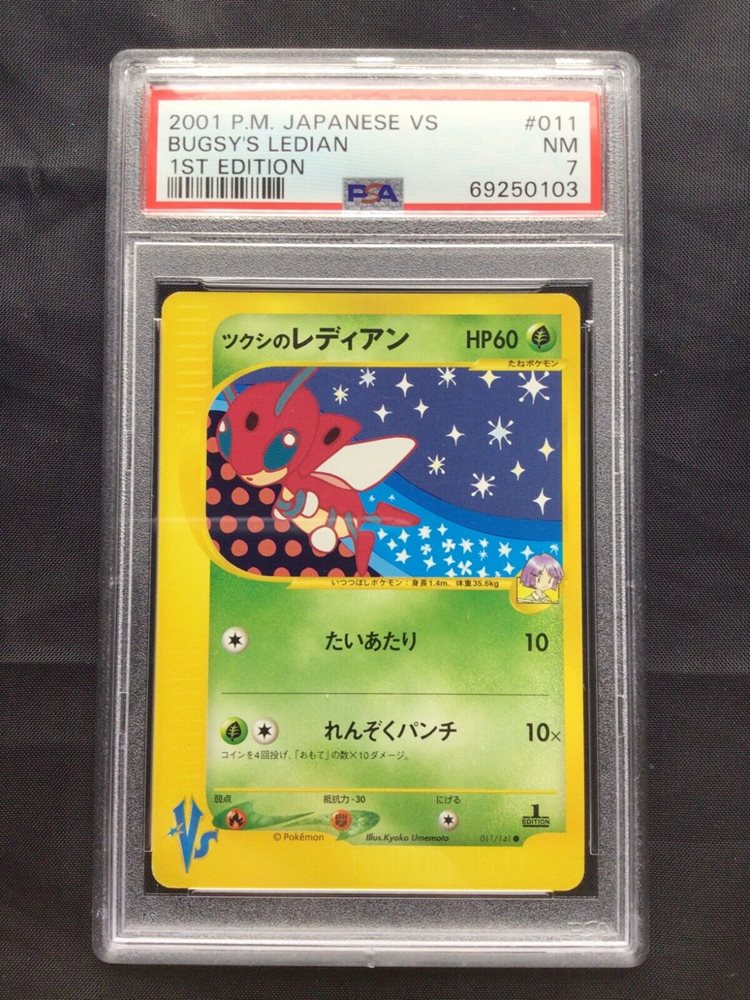 2001 P.M. JAPANESE VS #011
BUGSY'S LEDIAN NM
1ST EDITION 7
PSA 69250103
ツクシのレディアン HP60
たねポケモン
いつつぼしポケモン：身長1.4m．体重35.6kg
たいあたり 10
れんぞくパンチ 10×
コインを4回投げ、「おもて」の数×10ダメージ。
弱点 抵抗力-30 にげる
1
EDITION
©Pokémon Illus.Kyoko Umemoto 011/141
VS